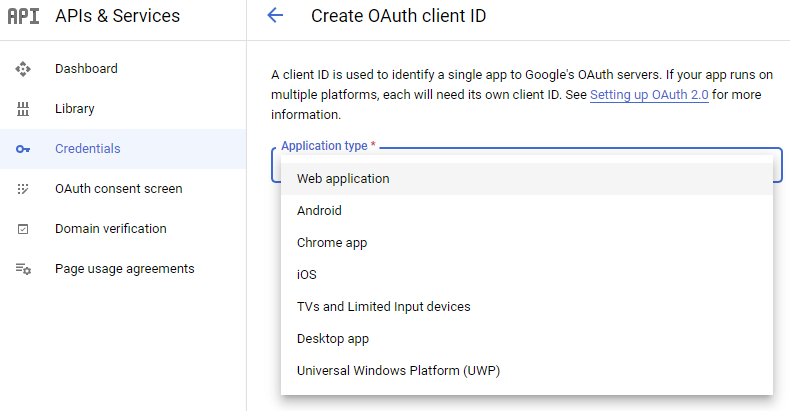 API APIs & Services
Dashboard
Library
Credentials
OAuth consent screen
Domain verification
Page usage agreements
Create OAuth client ID
A client ID is used to identify a single app to Google's OAuth servers. If your app runs on
multiple platforms, each will need its own client ID. See Setting up OAuth 2.0 for more
information.
Application type *
Web application
Android
Chrome app
iOS
TVs and Limited Input devices
Desktop app
Universal Windows Platform (UWP)